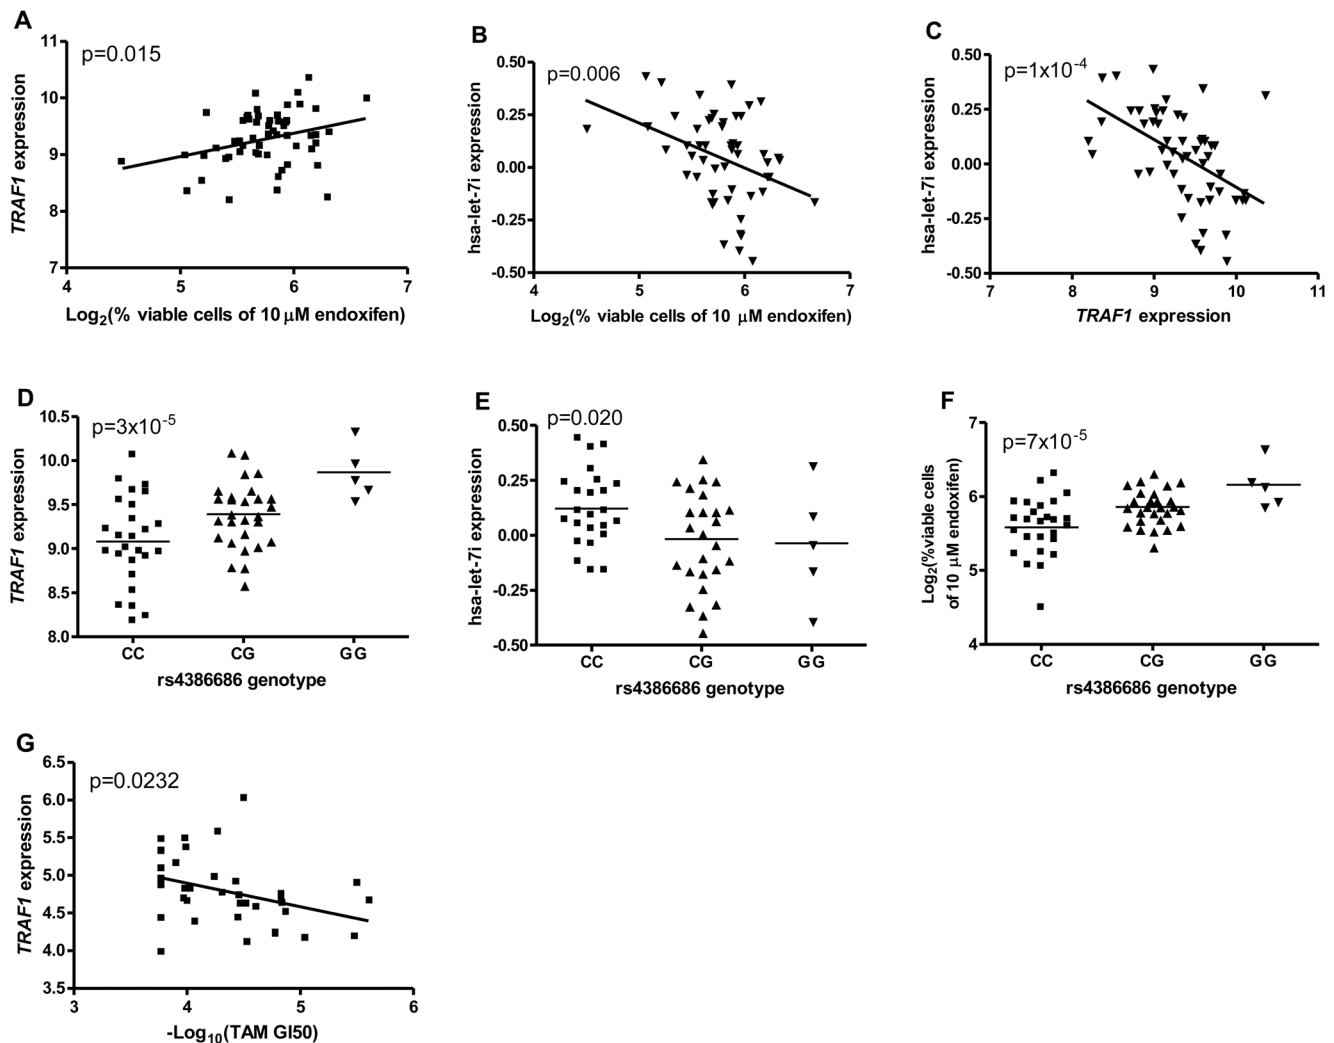 A
p=0.015
11
10
9
8
7
TRAF1 expression
4
5
6
7
Log2(% viable cells of 10 μM endoxifen)
B
p=0.006
0.50
0.25
0.00
-0.25
-0.50
hsa-let-7i expression
4
5
6
7
Log2(% viable cells of 10 μM endoxifen)
C
p=1x10-4
0.50
0.25
0.00
-0.25
-0.50
hsa-let-7i expression
7
8
9
10
11
TRAF1 expression
D
p=3x10-5
10.5
10.0
9.5
9.0
8.5
8.0
TRAF1 expression
CC
CG
GG
rs4386686 genotype
E
p=0.020
0.50
0.25
0.00
-0.25
-0.50
hsa-let-7i expression
CC
CG
GG
rs4386686 genotype
F
p=7x10-5
7
6
5
4
Log2(%viable cells
of 10 μM endoxifen)
CC
CG
GG
rs4386686 genotype
G
p=0.0232
6.5
6.0
5.5
5.0
4.5
4.0
3.5
TRAF1 expression
3
4
5
6
-Log10(TAM GI50)